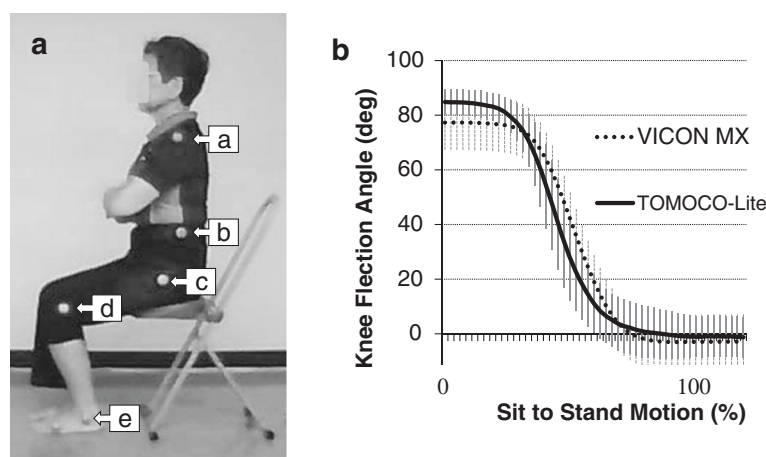 a
a
b
c
d
e
b
Knee Flection Angle (deg)
100
80
60
40
20
0
VICON MX
TOMOCO-Lite
0
100
Sit to Stand Motion (%)